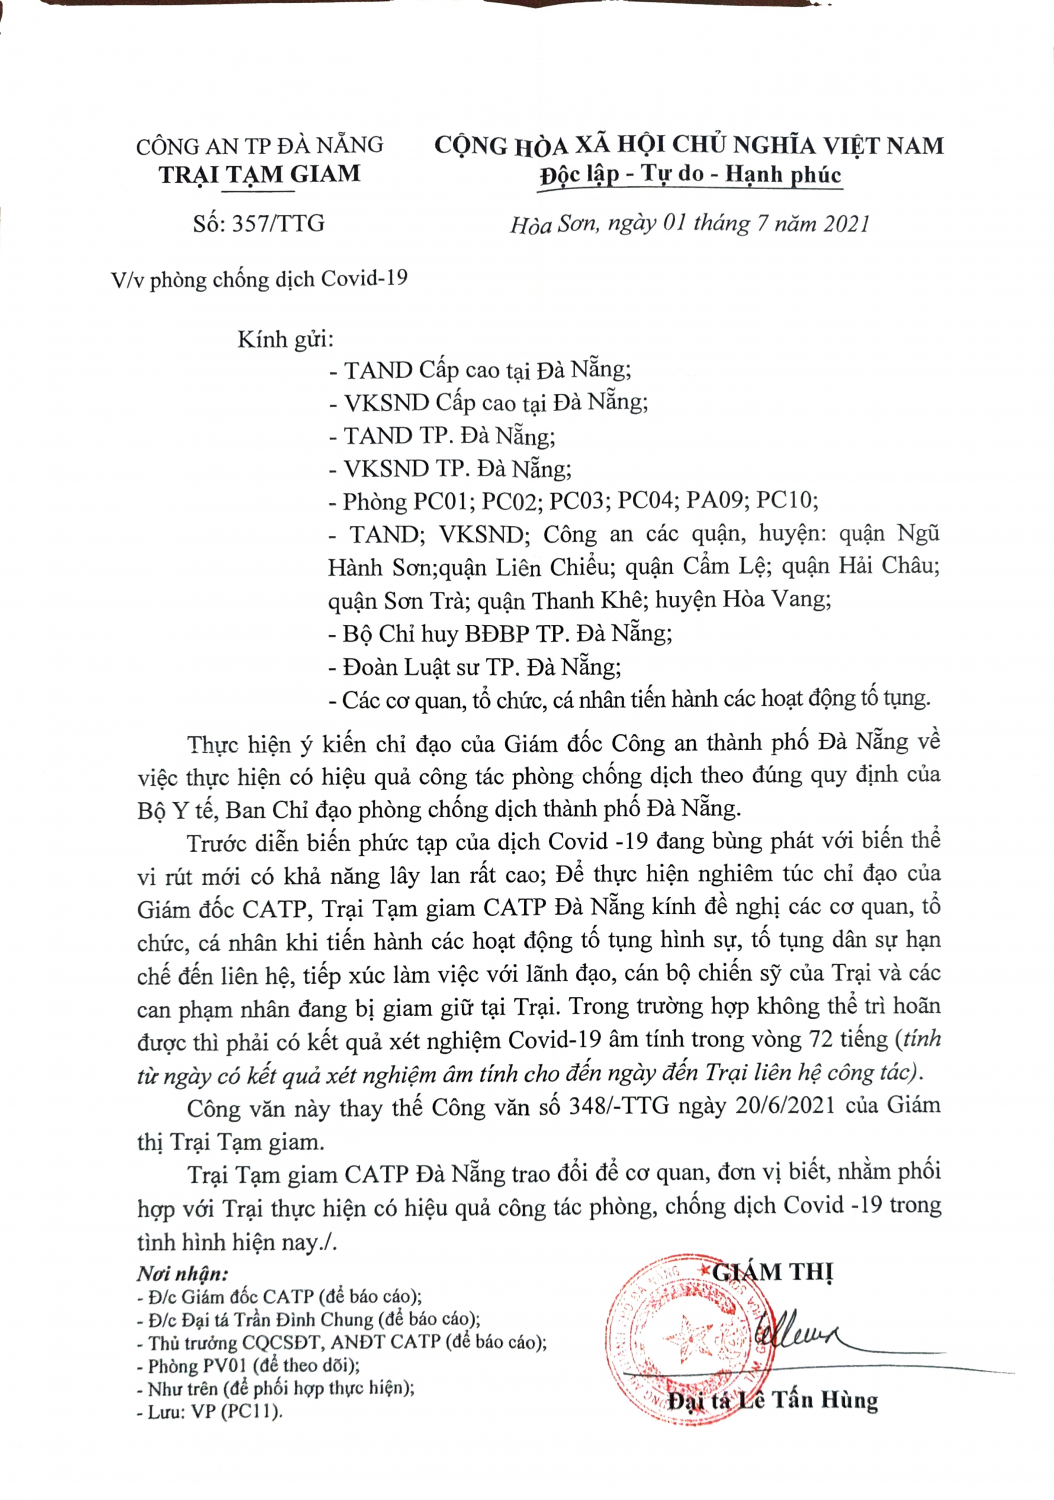 CÔNG AN TP ĐÀ NẴNG
TRẠI TẠM GIAM
Số: 357/TTG
V/v phòng chống dịch Covid-19
CỘNG HÒA XÃ HỘI CHỦ NGHĨA VIỆT NAM
Độc lập - Tự do - Hạnh phúc
Hòa Sơn, ngày 01 tháng 7 năm 2021
Kính gửi:
- TAND Cấp cao tại Đà Nẵng;
- VKSND Cấp cao tại Đà Nẵng;
- TAND TP. Đà Nẵng;
- VKSND TP. Đà Nẵng;
- Phòng PC01; PC02; PC03; PC04; PA09; PC10;
- TAND; VKSND; Công an các quận, huyện: quận Ngũ
Hành Sơn;quận Liên Chiểu; quận Cẩm Lệ; quận Hải Châu;
quận Sơn Trà; quận Thanh Khê; huyện Hòa Vang;
- Bộ Chỉ huy BĐBP TP. Đà Nẵng;
- Đoàn Luật sư TP. Đà Nẵng;
- Các cơ quan, tổ chức, cá nhân tiến hành các hoạt động tố tụng.
Thực hiện ý kiến chỉ đạo của Giám đốc Công an thành phố Đà Nẵng về
việc thực hiện có hiệu quả công tác phòng chống dịch theo đúng quy định của
Bộ Y tế, Ban Chỉ đạo phòng chống dịch thành phố Đà Nẵng.
Trước diễn biến phức tạp của dịch Covid -19 đang bùng phát với biến thể
vi rút mới có khả năng lây lan rất cao; Để thực hiện nghiêm túc chỉ đạo của
Giám đốc CATP, Trại Tạm giam CATP Đà Nẵng kính đề nghị các cơ quan, tổ
chức, cá nhân khi tiến hành các hoạt động tố tụng hình sự, tố tụng dân sự hạn
chế đến liên hệ, tiếp xúc làm việc với lãnh đạo, cán bộ chiến sỹ của Trại và các
can phạm nhân đang bị giam giữ tại Trại. Trong trường hợp không thể trì hoãn
được thì phải có kết quả xét nghiệm Covid-19 âm tính trong vòng 72 tiếng (tính
từ ngày có kết quả xét nghiệm âm tính cho đến ngày đến Trại liên hệ công tác).
Công văn này thay thế Công văn số 348/-TTG ngày 20/6/2021 của Giám
thị Trại Tạm giam.
Trại Tạm giam CATP Đà Nẵng trao đổi để cơ quan, đơn vị biết, nhằm phối
hợp với Trại thực hiện có hiệu quả công tác phòng, chống dịch Covid -19 trong
tình hình hiện nay./.
Nơi nhận:
- Đ/c Giám đốc CATP (để báo cáo);
- Đ/c Đại tá Trần Đình Chung (để báo cáo);
- Thủ trưởng CQCSĐT, ANĐT CATP (để báo cáo);
- Phòng PV01 (để theo dõi);
- Như trên (để phối hợp thực hiện);
- Lưu: VP (PC11).
GIÁM THỊ
Đại tá Lê Tấn Hùng